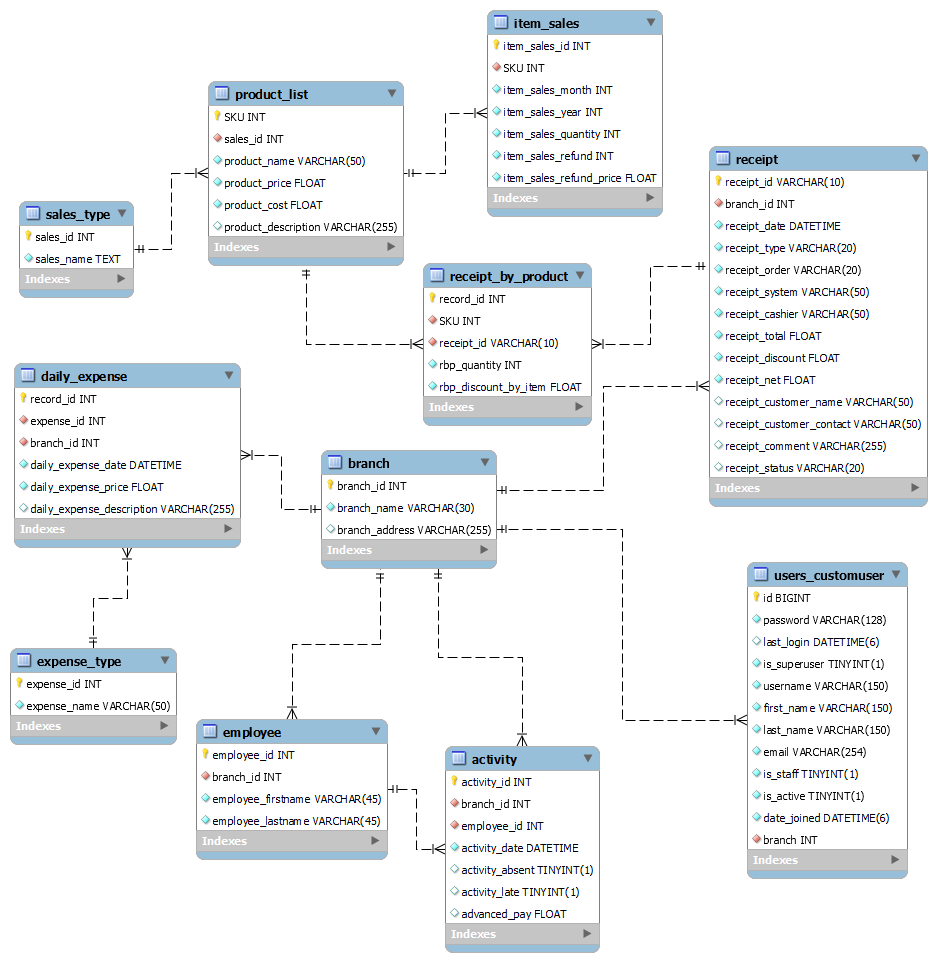 item_sales
item_sales_id INT
SKU INT
item_sales_month INT
item_sales_year INT
item_sales_quantity INT
item_sales_refund INT
item_sales_refund_price FLOAT
Indexes
product_list
SKU INT
sales_id INT
product_name VARCHAR(50)
product_price FLOAT
product_cost FLOAT
product_description VARCHAR(255)
Indexes
receipt
receipt_id VARCHAR(10)
branch_id INT
receipt_date DATETIME
receipt_type VARCHAR(20)
receipt_order VARCHAR(20)
receipt_system VARCHAR(50)
receipt_cashier VARCHAR(50)
receipt_total FLOAT
receipt_discount FLOAT
receipt_net FLOAT
receipt_customer_name VARCHAR(50)
receipt_customer_contact VARCHAR(50)
receipt_comment VARCHAR(255)
receipt_status VARCHAR(20)
Indexes
sales_type
sales_id INT
sales_name TEXT
Indexes
receipt_by_product
record_id INT
SKU INT
receipt_id VARCHAR(10)
rbp_quantity INT
rbp_discount_by_item FLOAT
Indexes
daily_expense
record_id INT
expense_id INT
branch_id INT
daily_expense_date DATETIME
daily_expense_price FLOAT
daily_expense_description VARCHAR(255)
Indexes
branch
branch_id INT
branch_name VARCHAR(30)
branch_address VARCHAR(255)
Indexes
users_customuser
id BIGINT
password VARCHAR(128)
last_login DATETIME(6)
is_superuser TINYINT(1)
username VARCHAR(150)
first_name VARCHAR(150)
last_name VARCHAR(150)
email VARCHAR(254)
is_staff TINYINT(1)
is_active TINYINT(1)
date_joined DATETIME(6)
branch INT
Indexes
expense_type
expense_id INT
expense_name VARCHAR(50)
Indexes
employee
employee_id INT
branch_id INT
employee_firstname VARCHAR(45)
employee_lastname VARCHAR(45)
Indexes
activity
activity_id INT
branch_id INT
employee_id INT
activity_date DATETIME
activity_absent TINYINT(1)
activity_late TINYINT(1)
advanced_pay FLOAT
Indexes